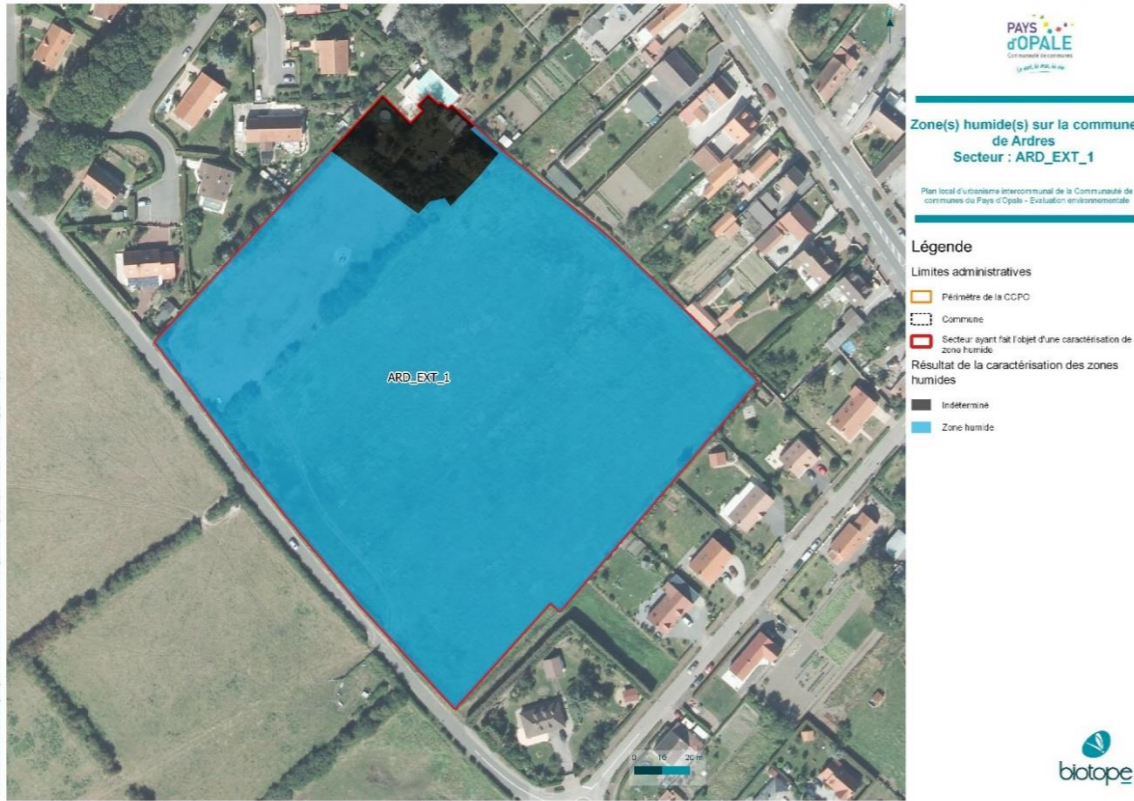 PAYS
d'OPALE
Communauté de communes
Zone(s) humide(s) sur la commune
de Ardres
Secteur : ARD_EXT_1
Plan local d'urbanisme intercommunal de la Communauté de
communes du Pays d'Opale - Evaluation environnementale
Légende
Limites administratives
Périmètre de la CCPO
Commune
Secteur ayant fait l'objet d'une caractérisation de
zone humide
Résultat de la caractérisation des zones
humides
Indéterminé
Zone humide
ARD_EXT_1
0 10 20 m
biotope